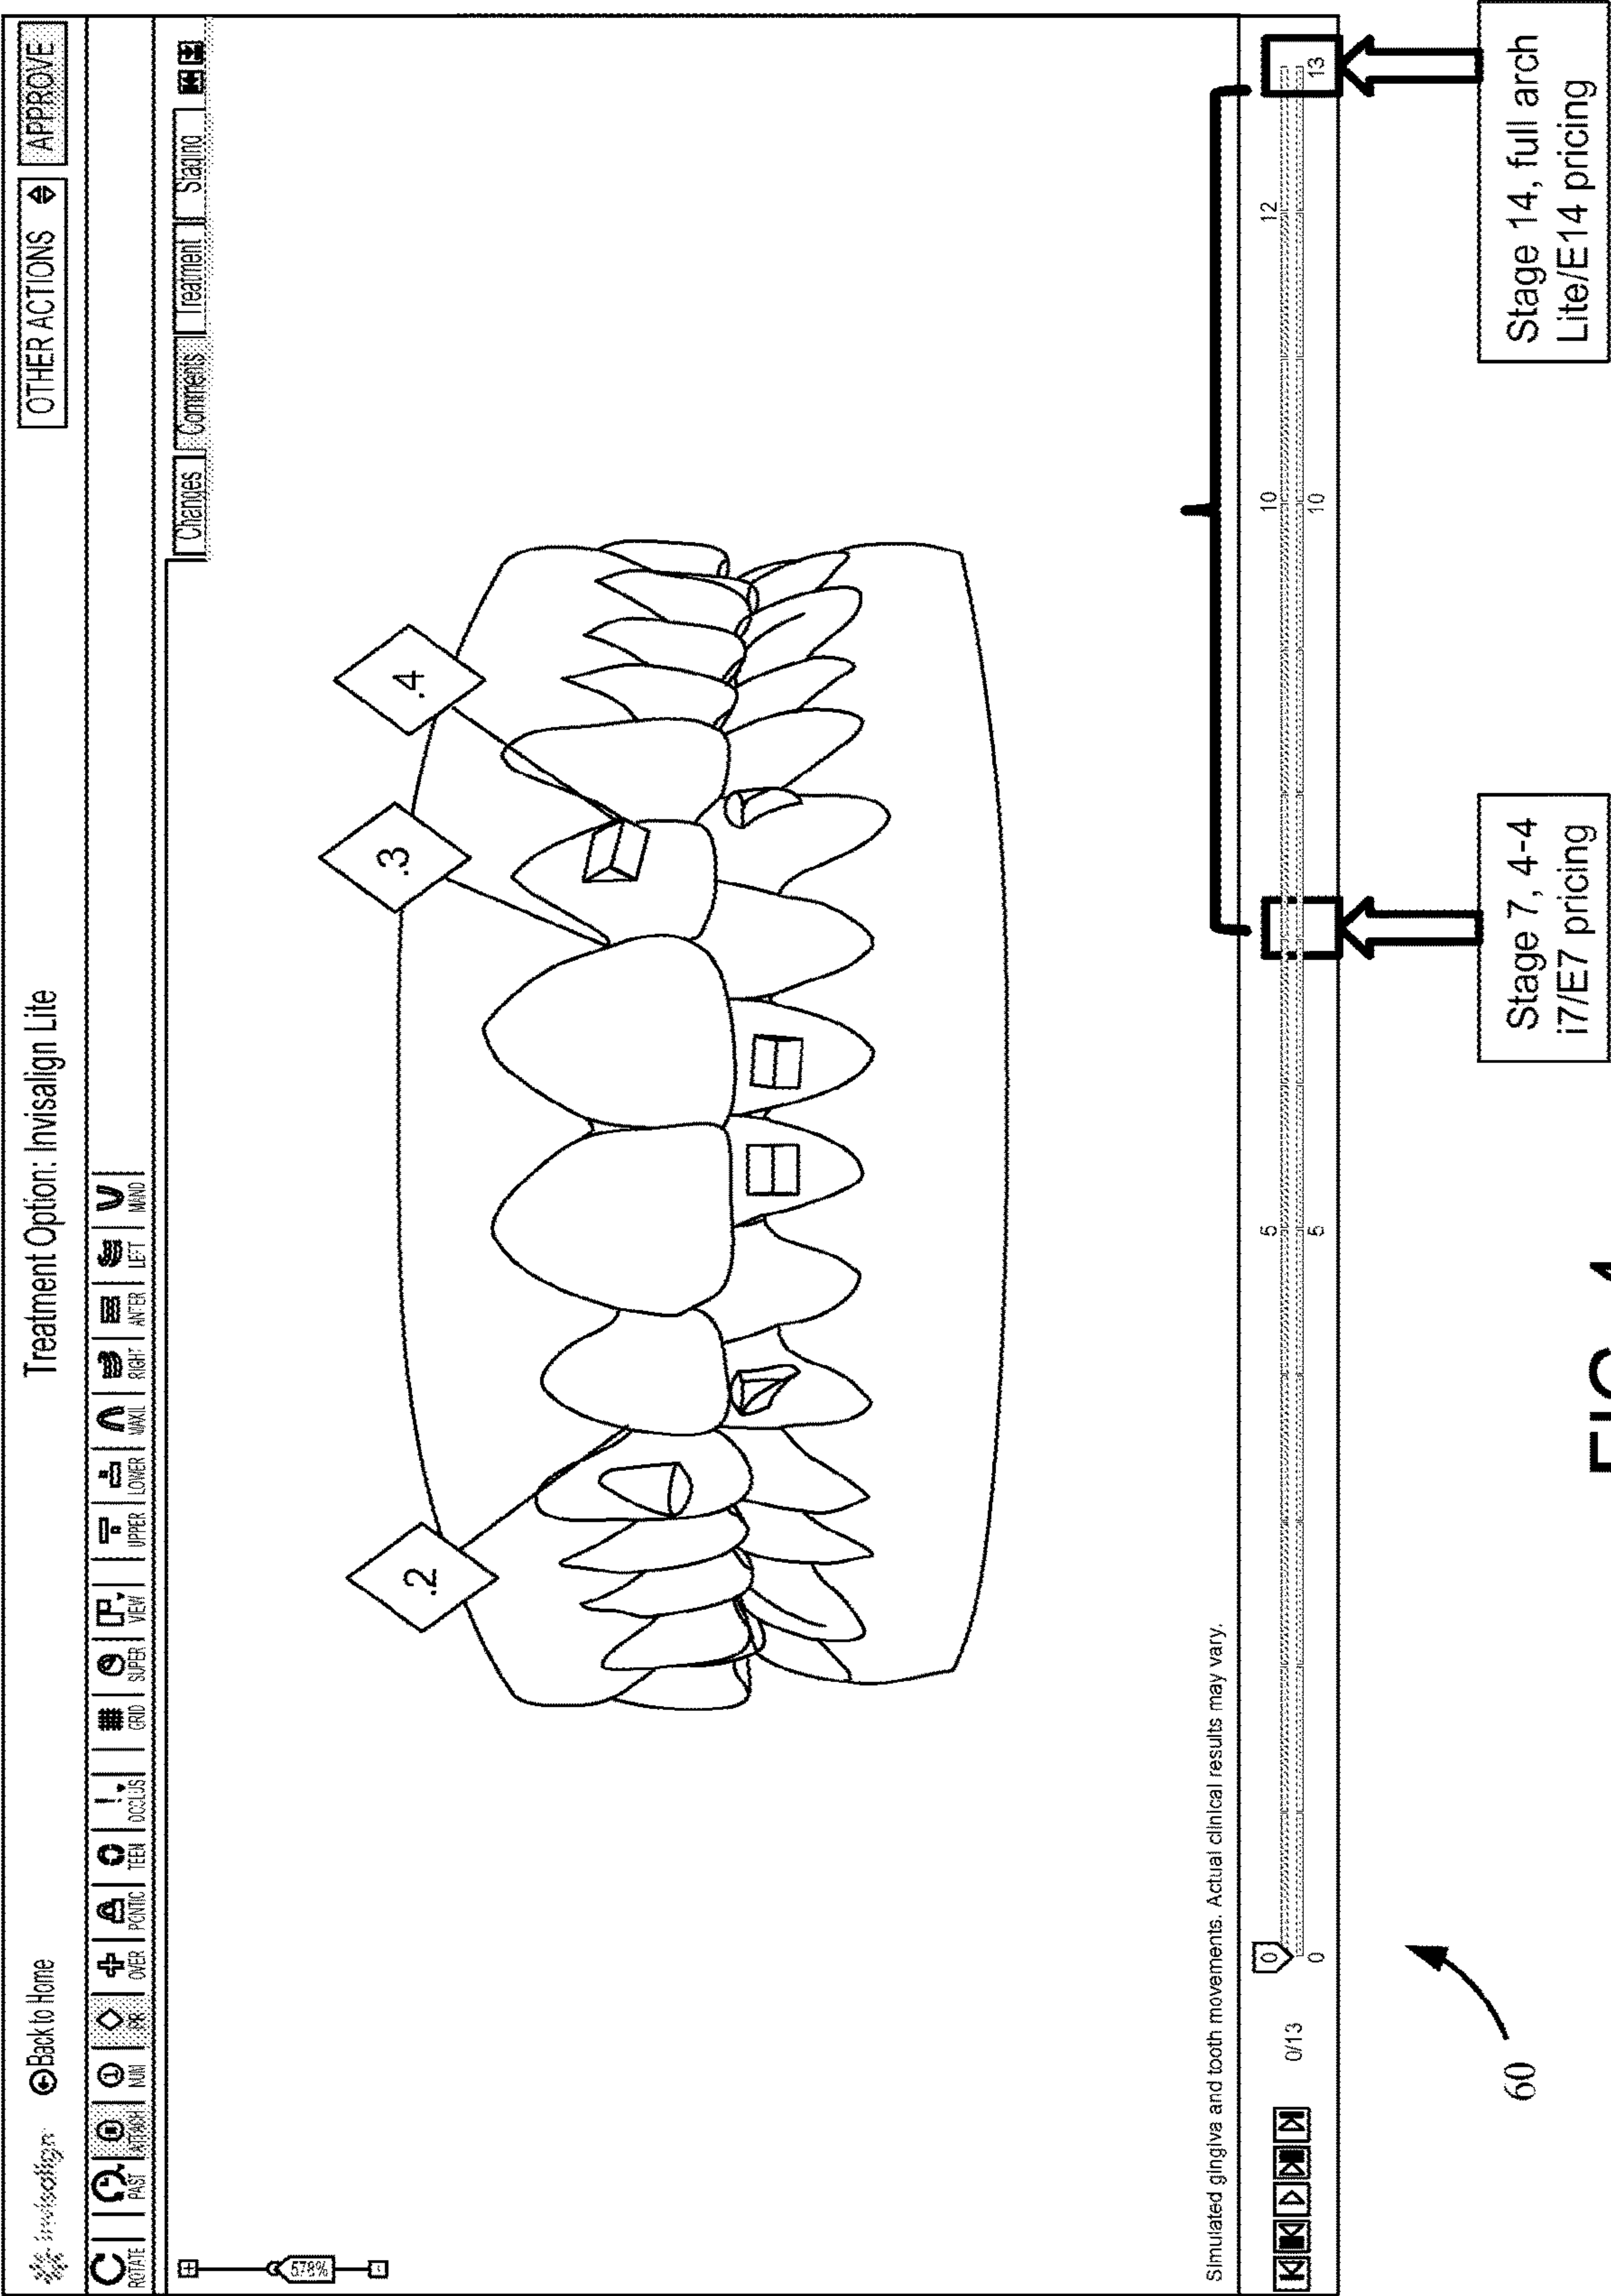 invisalign
Back to Home
Treatment Option: Invisalign Lite
OTHER ACTIONS
APPROVE
ROTATE PAST ATTACH NUM IPR OVER PONTIC TEEN OCCLUS GRID SUPER VIEW UPPER LOWER MAXIL RIGHT ANTER LEFT MAND
Changes Comments Treatment Staging
578%
.2
.3
.4
Simulated gingiva and tooth movements. Actual clinical results may vary.
0/13
0 5 10 12
0 5 10 13
Stage 7, 4-4
i7/E7 pricing
Stage 14, full arch
Lite/E14 pricing
60